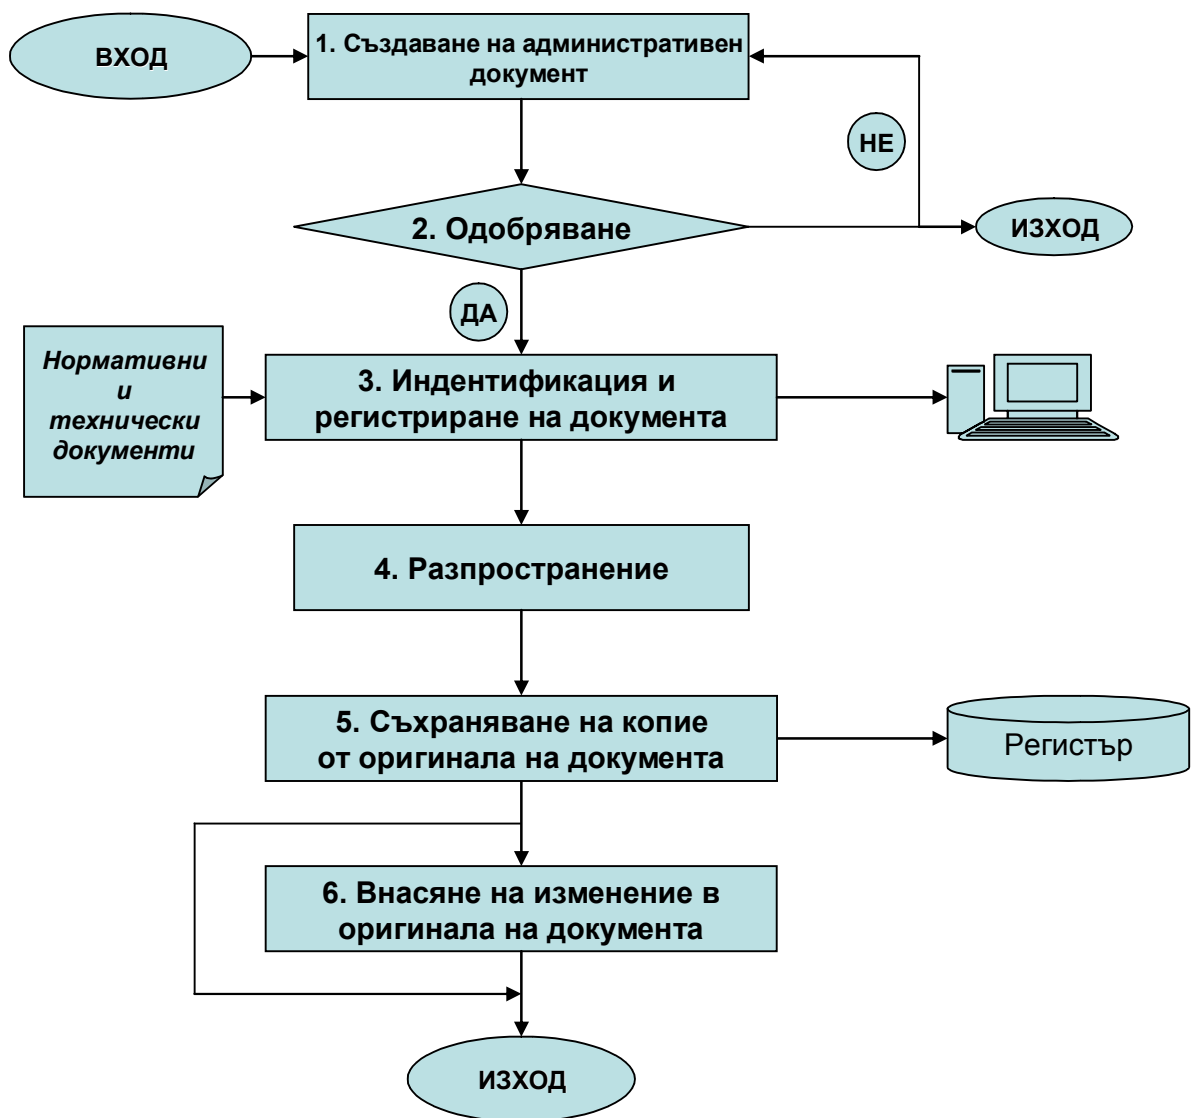 ВХОД
1. Създаване на административен
документ
НЕ
2. Одобряване
ИЗХОД
ДА
Нормативни
и
технически
документи
3. Индентификация и
регистриране на документа
4. Разпространение
5. Съхраняване на копие
от оригинала на документа
Регистър
6. Внасяне на изменение в
оригинала на документа
ИЗХОД